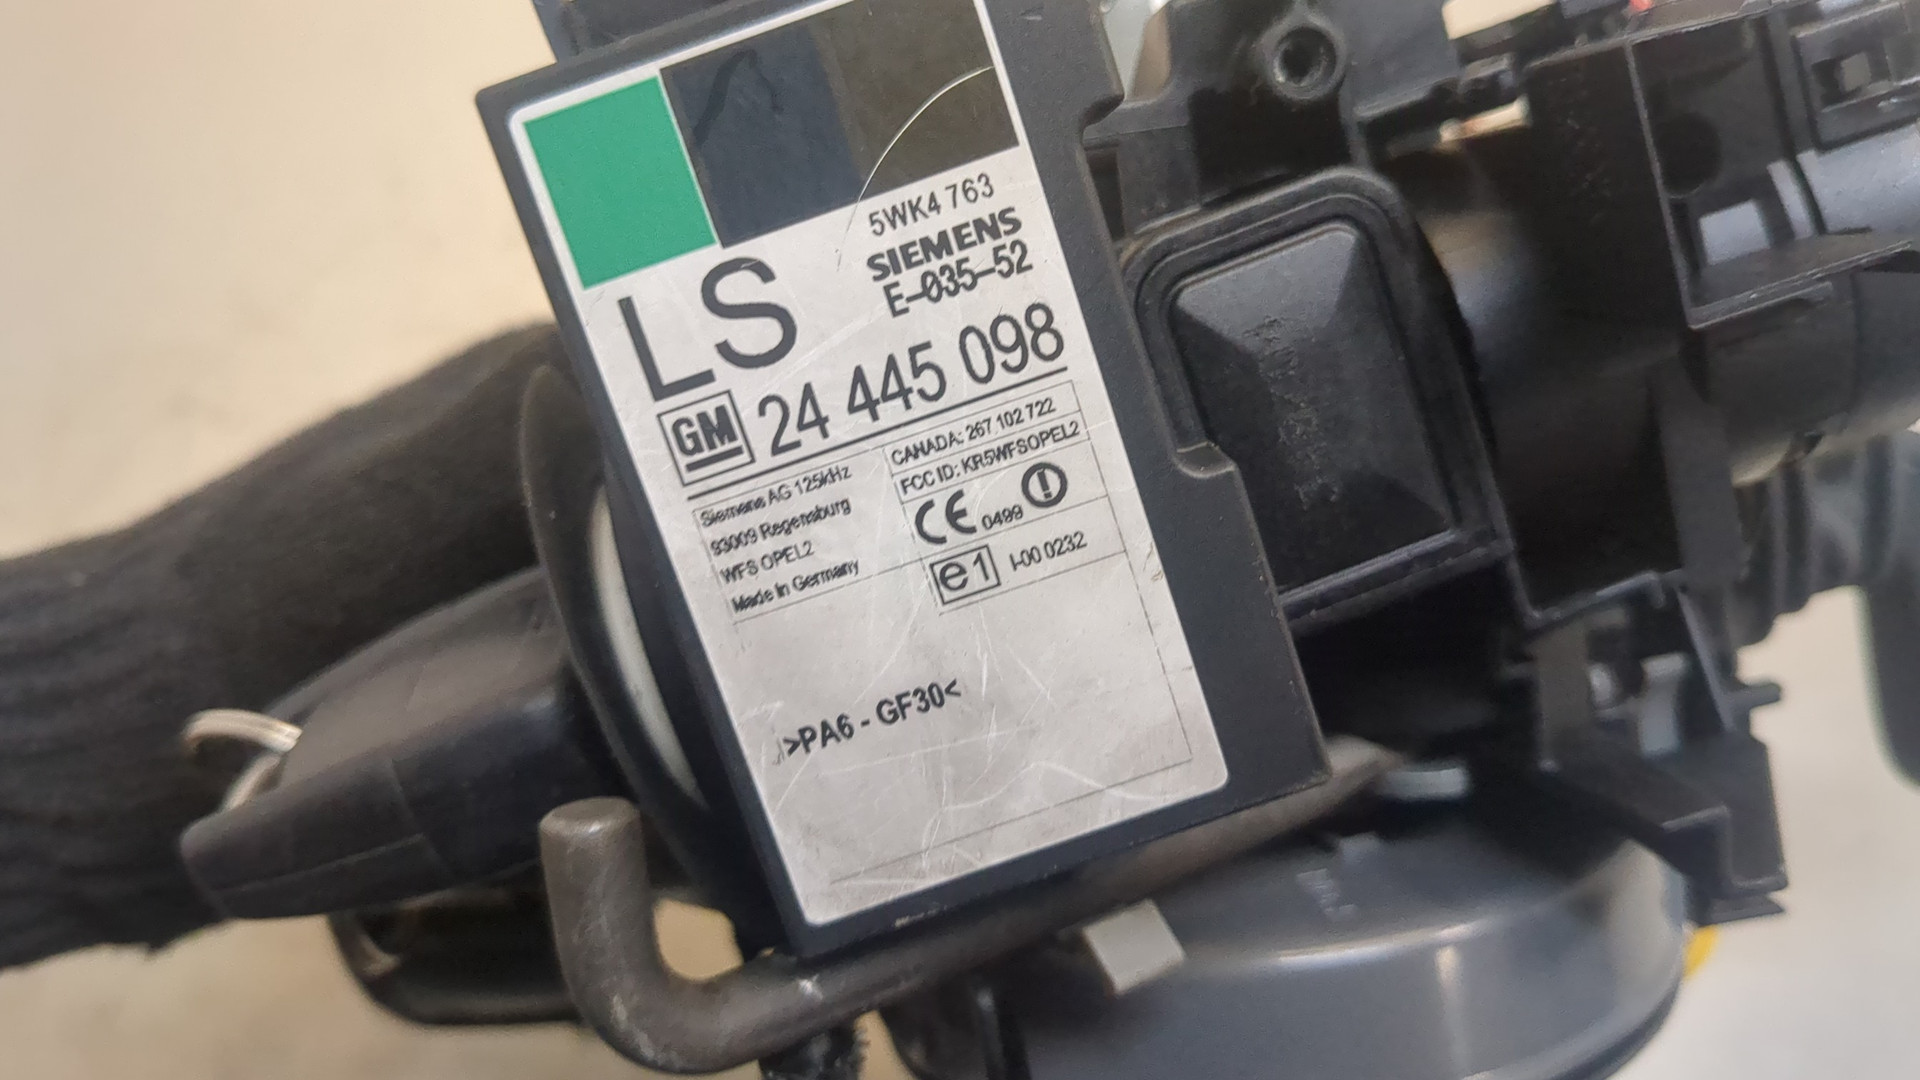 5WK4 763
SIEMENS
E-035-52
LS
GM 24 445 098
Siemens AG 125kHz
93009 Regensburg
WFS OPEL2
Made in Germany
CANADA: 267 102 722
FCC ID: KR5WFSOPEL2
CE 0499
e1 I-00 0232
>PA6 - GF30<